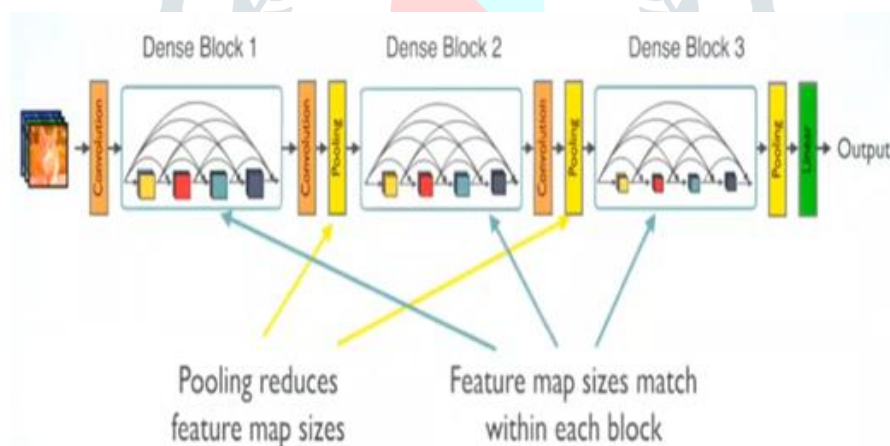 Dense Block 1
Dense Block 2
Dense Block 3
Convolution
Convolution
Pooling
Convolution
Pooling
Pooling
Linear
Output
Pooling reduces
feature map sizes
Feature map sizes match
within each block